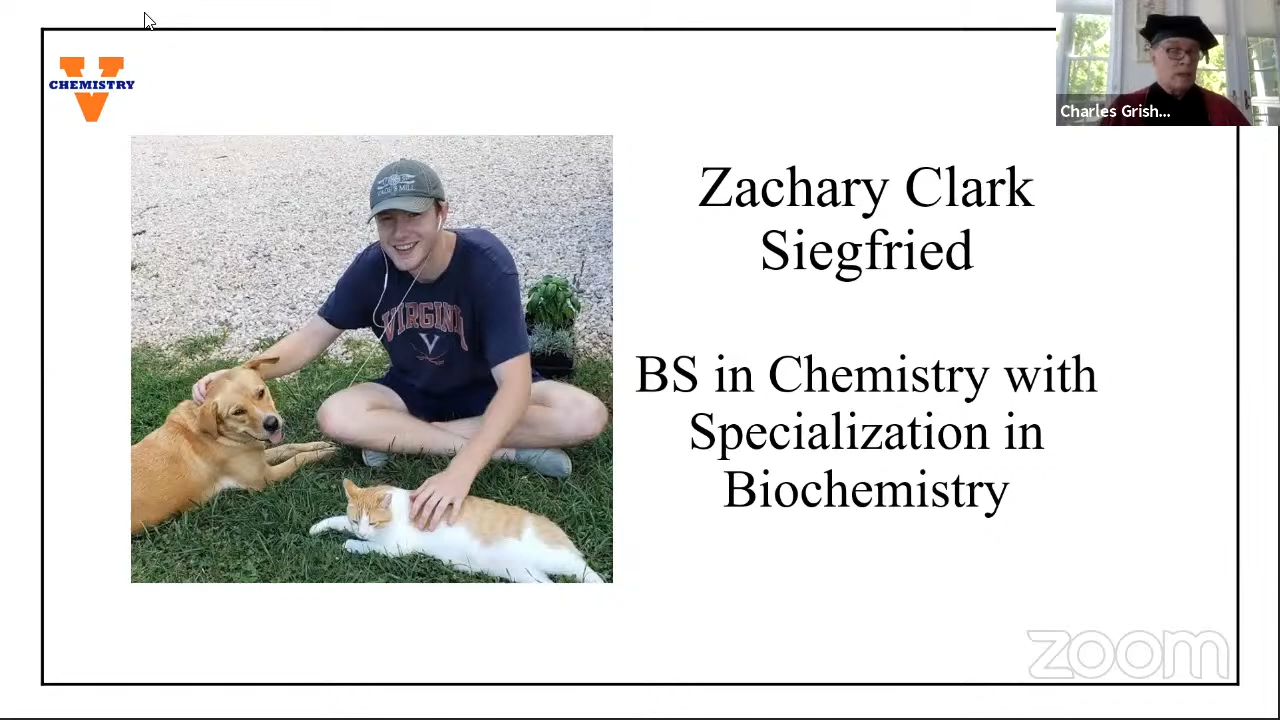 CHEMISTRY
Charles Grish...
Zachary Clark
Siegfried
VIRGINIA
V
BS in Chemistry with
Specialization in
Biochemistry
zoom